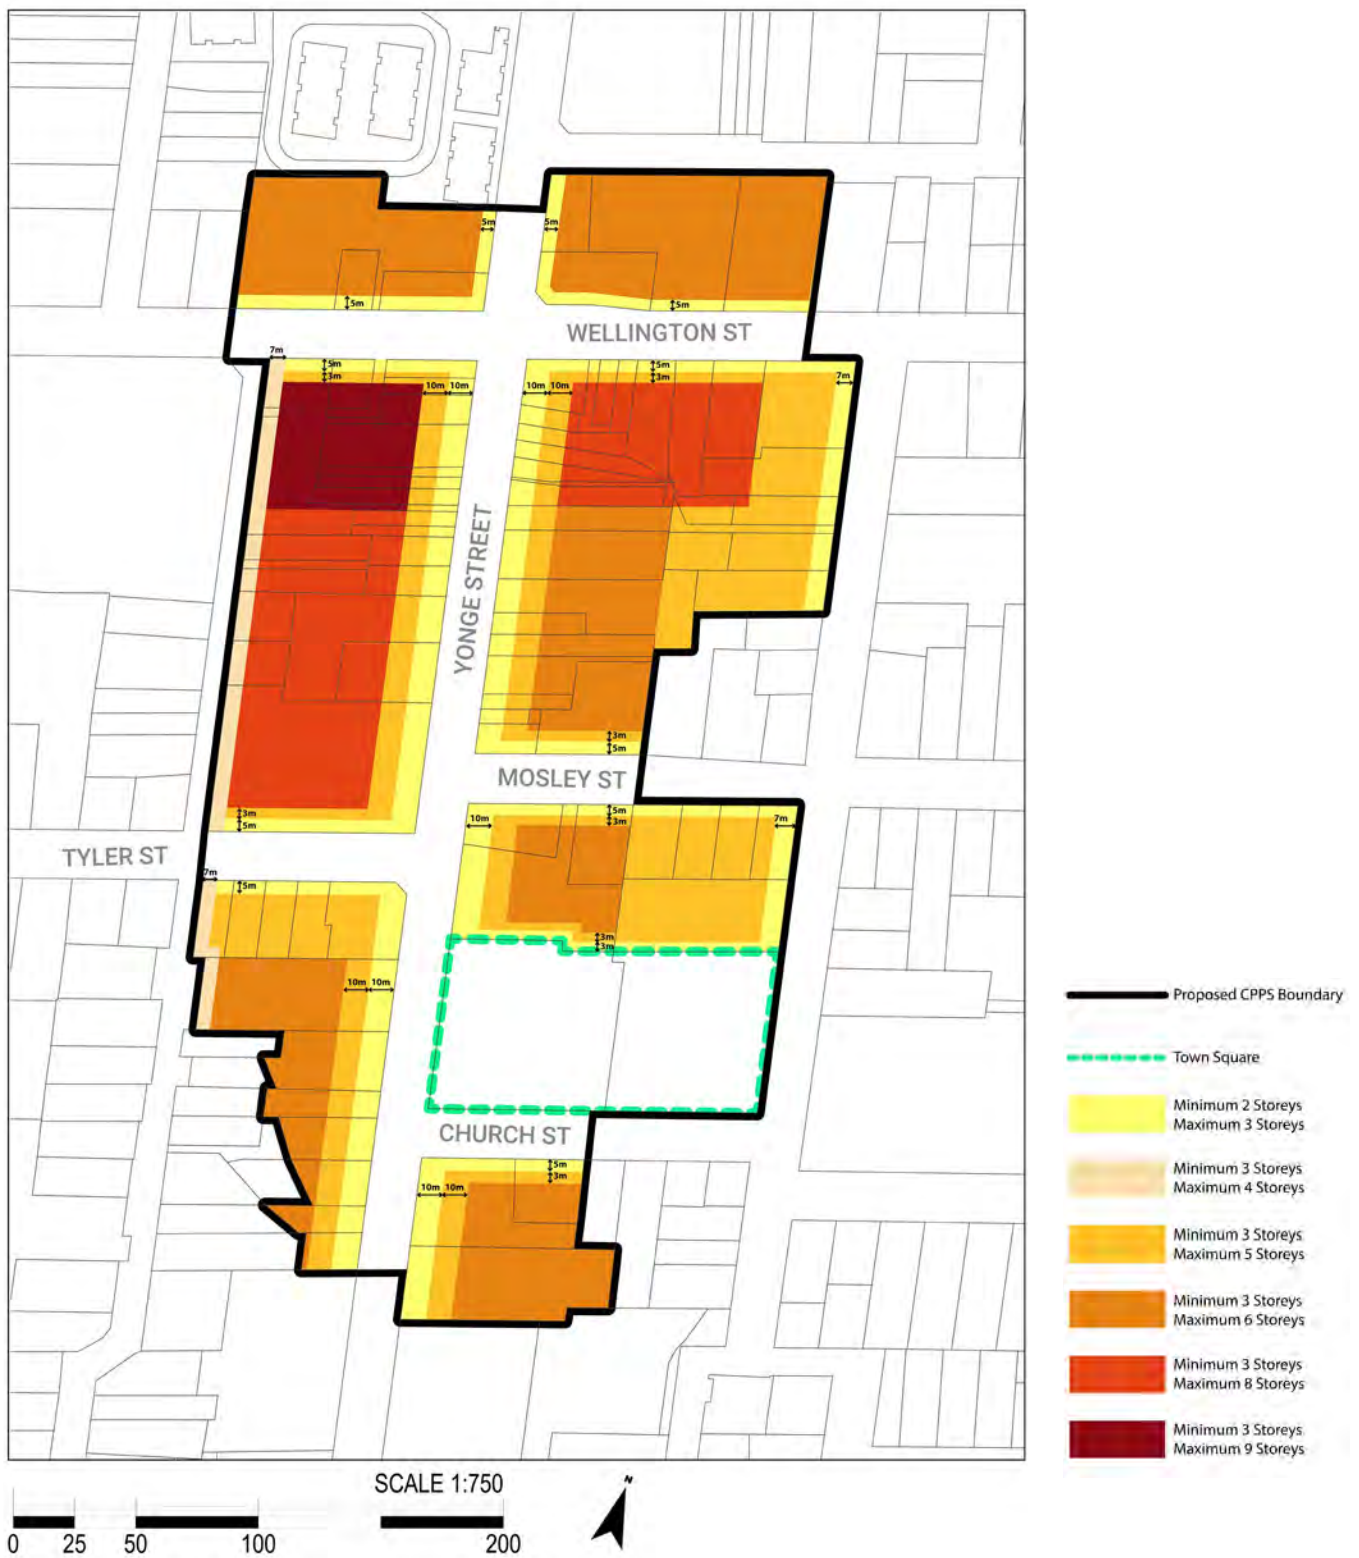 5m
5m
5m
5m
WELLINGTON ST
7m
5m
3m
10m
10m
10m
10m
5m
3m
7m
YONGE STREET
3m
5m
MOSLEY ST
3m
5m
10m
5m
3m
7m
TYLER ST
7m
5m
3m
3m
10m
10m
CHURCH ST
5m
3m
10m
10m
Proposed CPPS Boundary
Town Square
Minimum 2 Storeys
Maximum 3 Storeys
Minimum 3 Storeys
Maximum 4 Storeys
Minimum 3 Storeys
Maximum 5 Storeys
Minimum 3 Storeys
Maximum 6 Storeys
Minimum 3 Storeys
Maximum 8 Storeys
Minimum 3 Storeys
Maximum 9 Storeys
SCALE 1:750
N
0 25 50 100 200